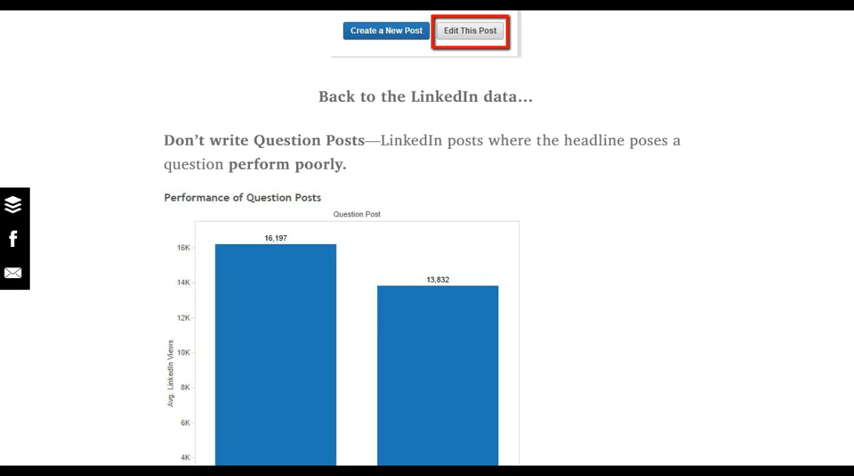 Create a New Post Edit This Post
Back to the LinkedIn data...
Don't write Question Posts—LinkedIn posts where the headline poses a
question perform poorly.
Performance of Question Posts
Question Post
16,197
16K
13,832
14K
12K
10K
8K
6K
4K
Avg. LinkedIn Views